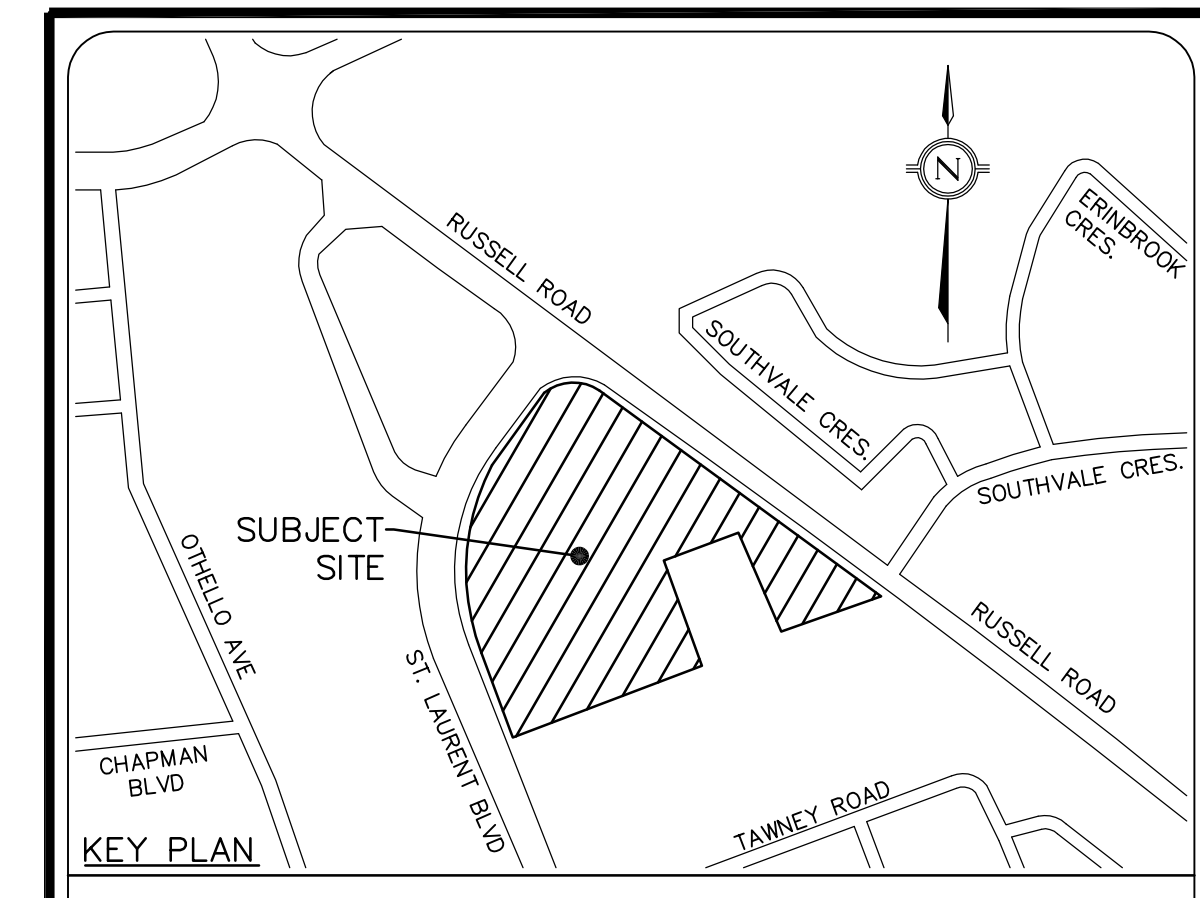 N
ERINBROOK
CRES.
RUSSELL ROAD
SOUTHVALE CRES.
SOUTHVALE CRES.
SUBJECT
SITE
OTHELLO AVE
RUSSELL ROAD
ST. LAURENT BLVD
CHAPMAN
BLVD
TAWNEY ROAD
KEY PLAN